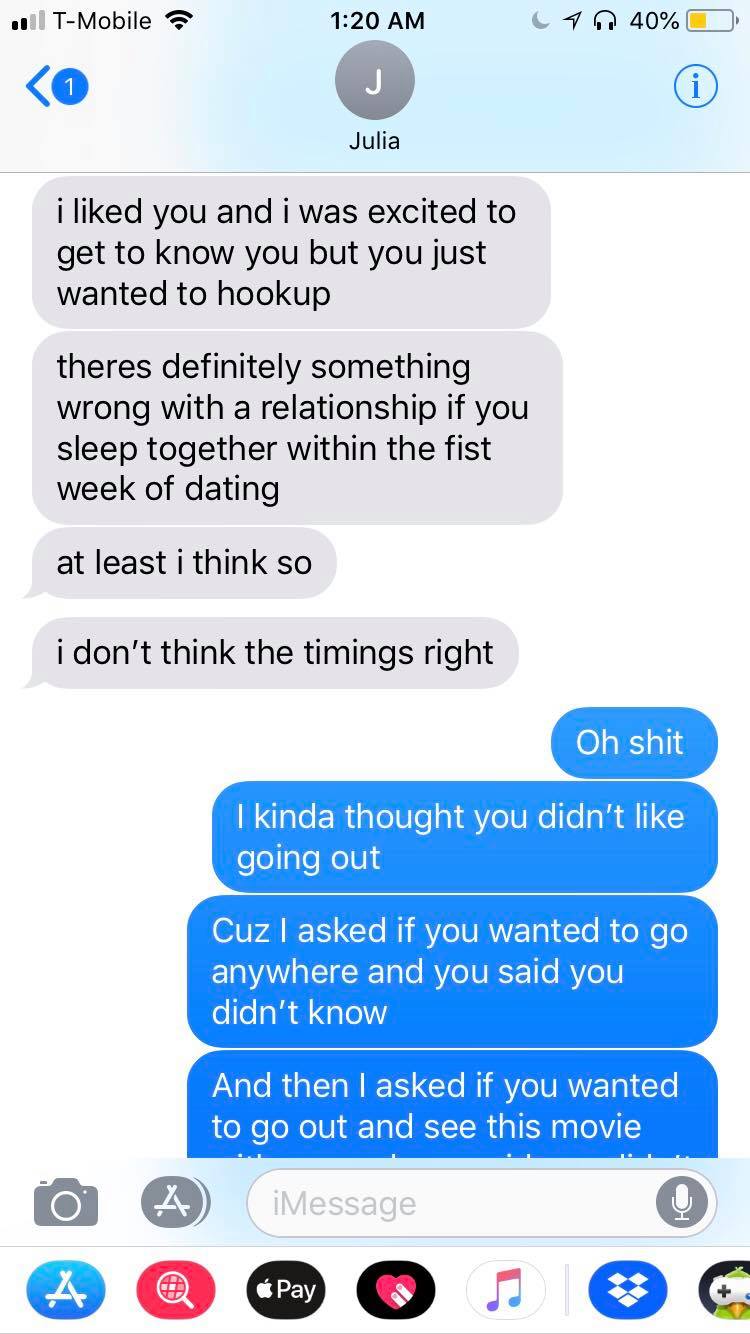 T-Mobile 1:20 AM 40%
1
J
Julia
i liked you and i was excited to
get to know you but you just
wanted to hookup
theres definitely something
wrong with a relationship if you
sleep together within the fist
week of dating
at least i think so
i don’t think the timings right
Oh shit
I kinda thought you didn’t like
going out
Cuz I asked if you wanted to go
anywhere and you said you
didn’t know
And then I asked if you wanted
to go out and see this movie
iMessage
Pay